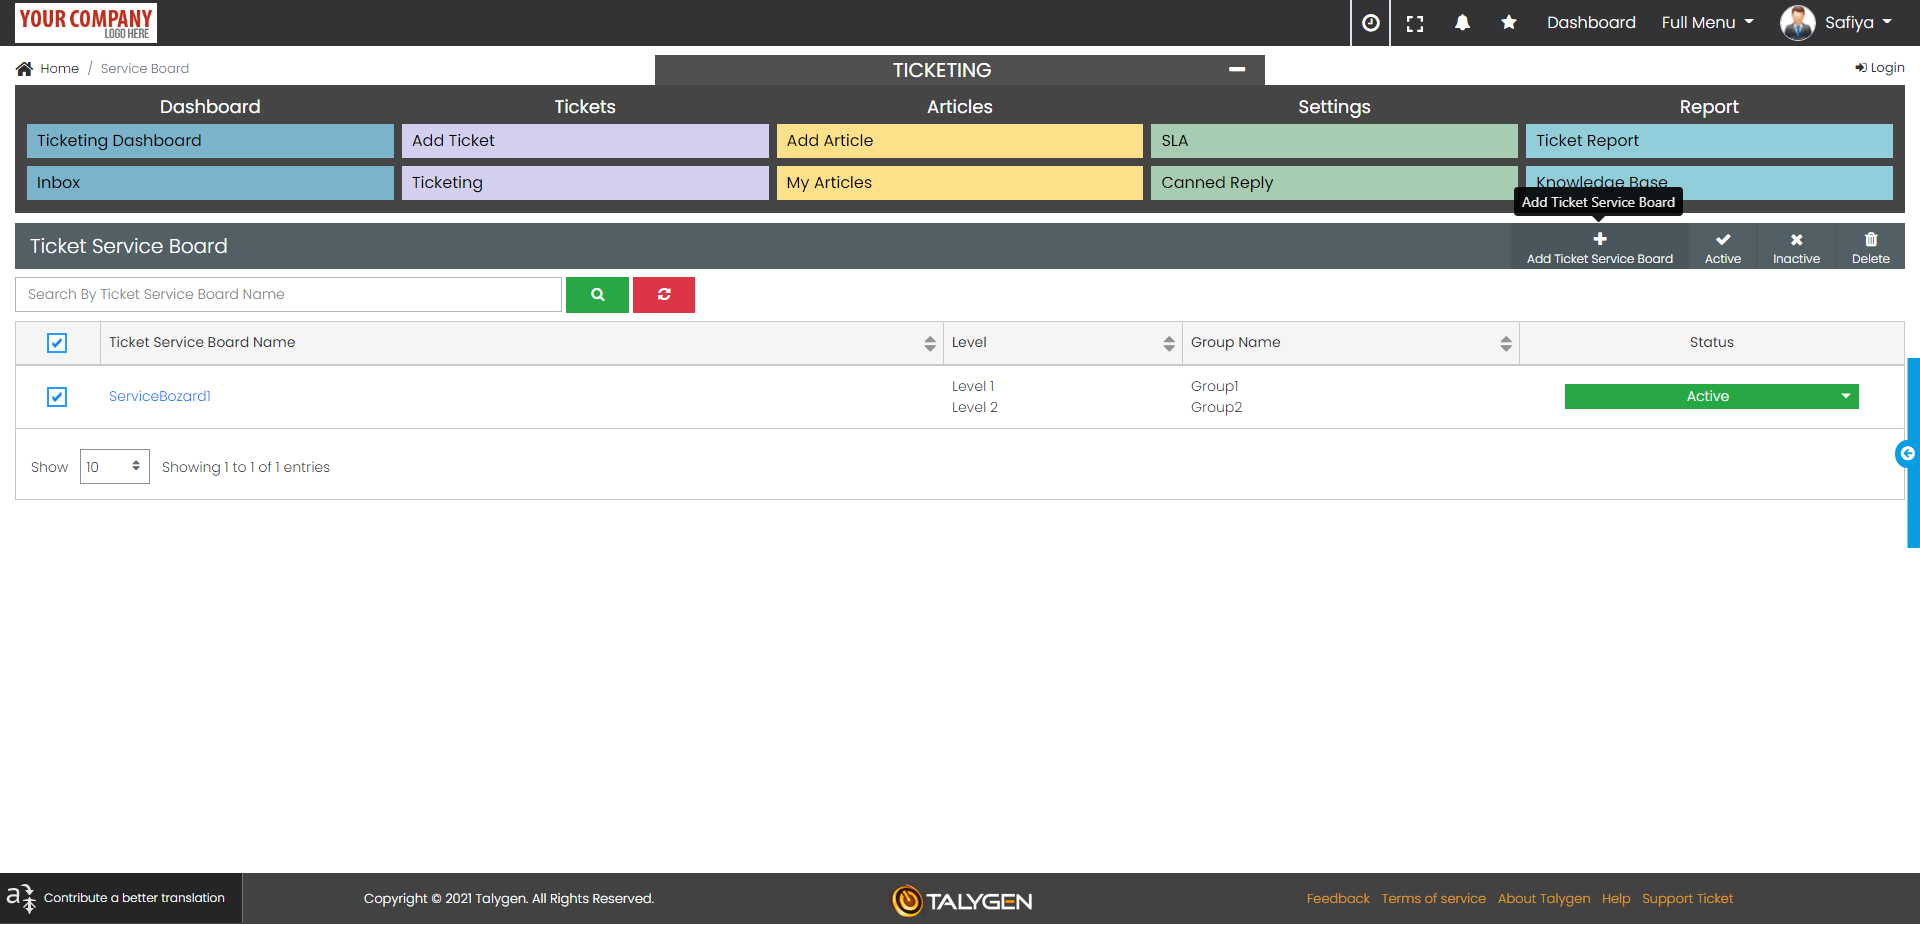 YOUR COMPANY
LOGO HERE
Dashboard
Full Menu
Safiya
Home / Service Board
TICKETING
Login
Dashboard
Tickets
Articles
Settings
Report
Ticketing Dashboard
Add Ticket
Add Article
SLA
Ticket Report
Inbox
Ticketing
My Articles
Canned Reply
Knowledge Base
Add Ticket Service Board
Ticket Service Board
Add Ticket Service Board
Active
Inactive
Delete
Search By Ticket Service Board Name
Ticket Service Board Name
Level
Group Name
Status
ServiceBozard1
Level 1
Level 2
Group1
Group2
Active
Show 10 Showing 1 to 1 of 1 entries
Contribute a better translation
Copyright © 2021 Talygen. All Rights Reserved.
TALYGEN
Feedback
Terms of service
About Talygen
Help
Support Ticket